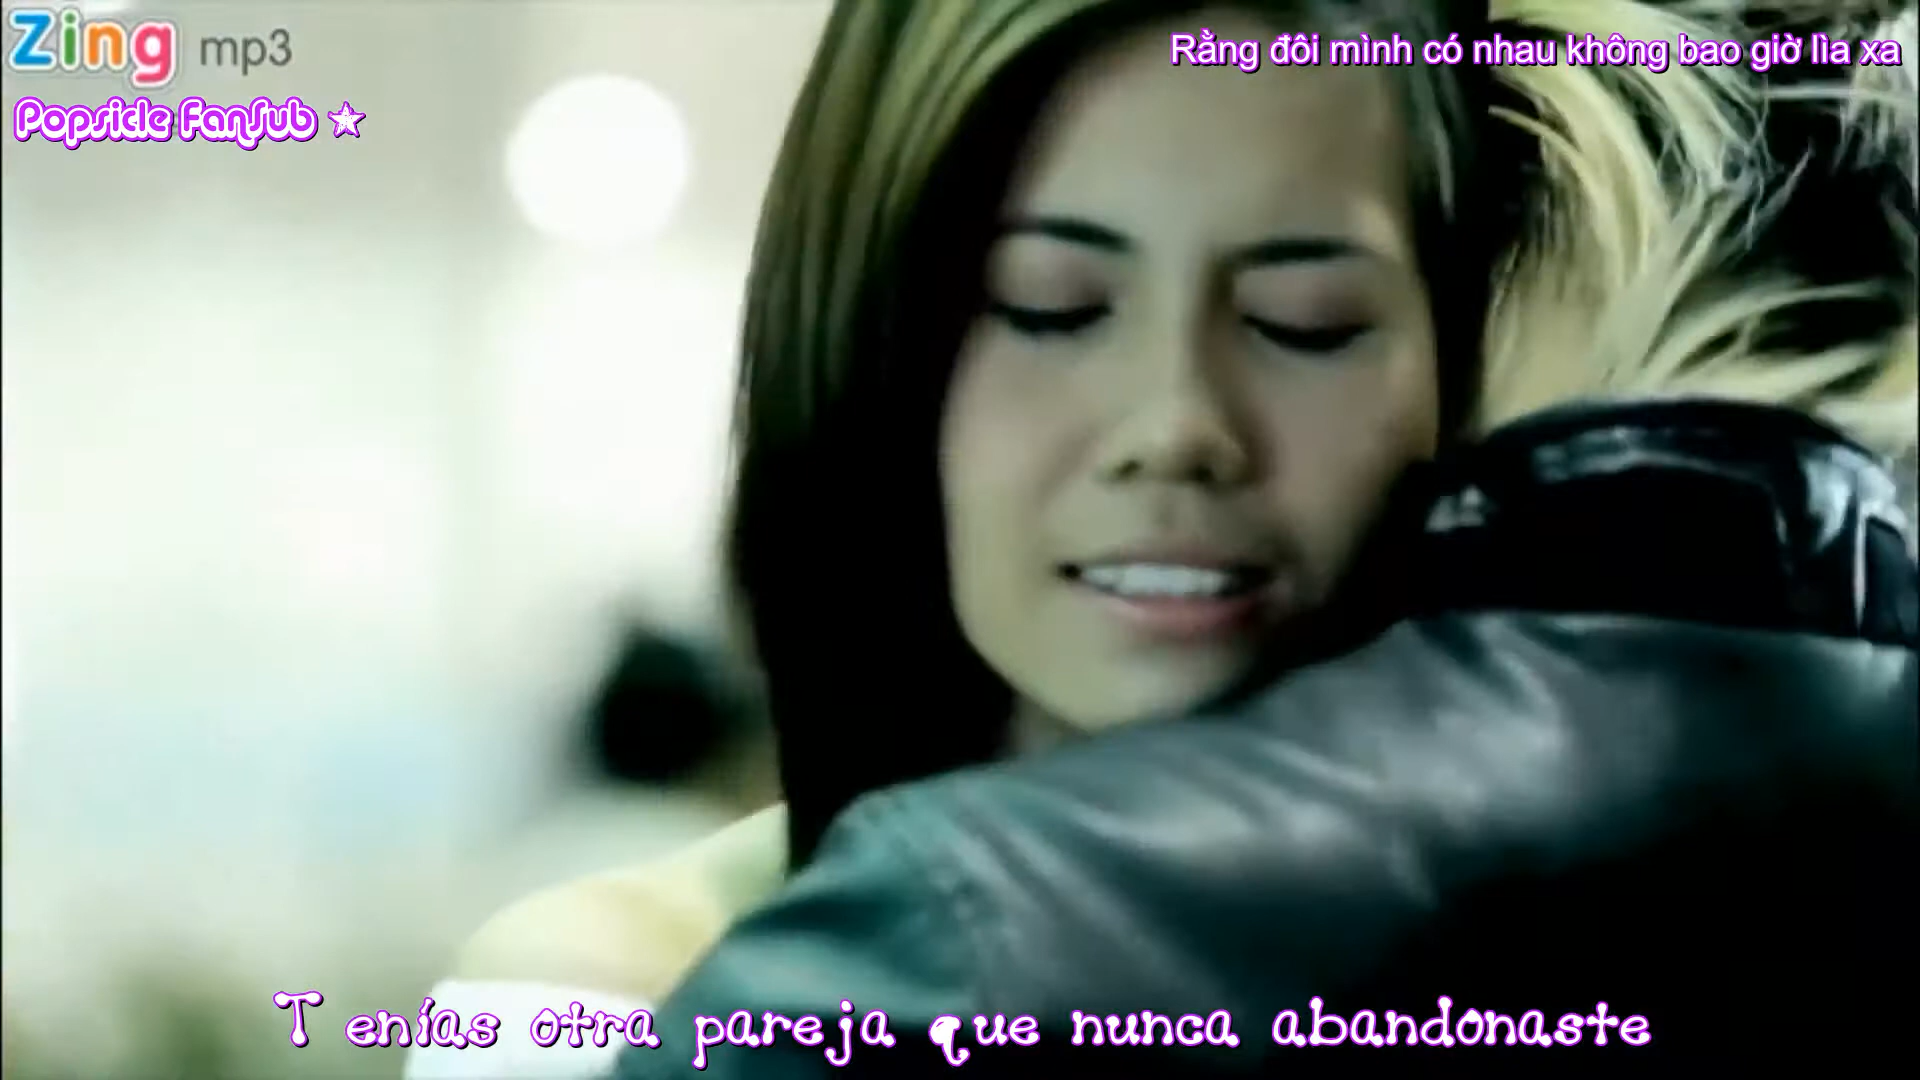 Zing mp3
Rằng đôi mình có nhau không bao giờ lìa xa
Popsicle FanSub
T enías otra pareja que nunca abandonaste